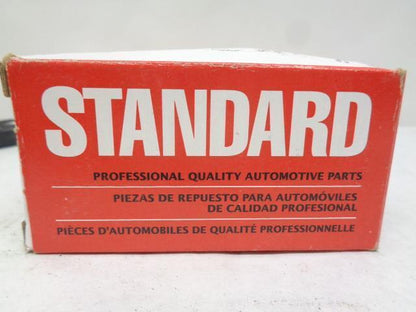 STANDARD
PROFESSIONAL QUALITY AUTOMOTIVE PARTS
PIEZAS DE REPUESTO PARA AUTOMÓVILES
DE CALIDAD PROFESIONAL
PIÈCES D'AUTOMOBILES DE QUALITÉ PROFESSIONNELLE